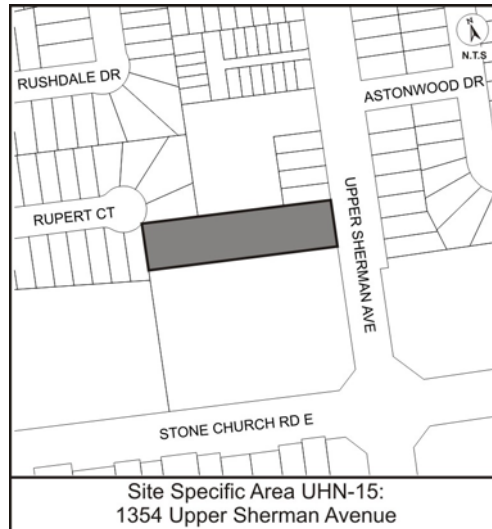 RUSHDALE DR
N
N.T.S
ASTONWOOD DR
RUPERT CT
UPPER SHERMAN AVE
STONE CHURCH RD E
Site Specific Area UHN-15:
1354 Upper Sherman Avenue